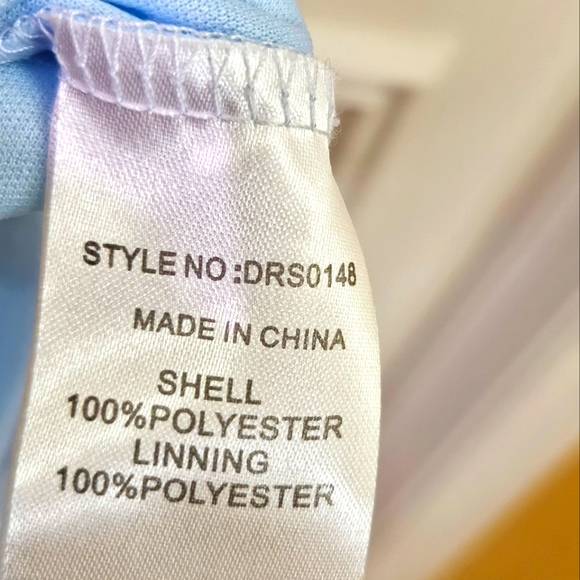 STYLE NO:DRS0148
MADE IN CHINA
SHELL
100%POLYESTER
LINNING
100%POLYESTER